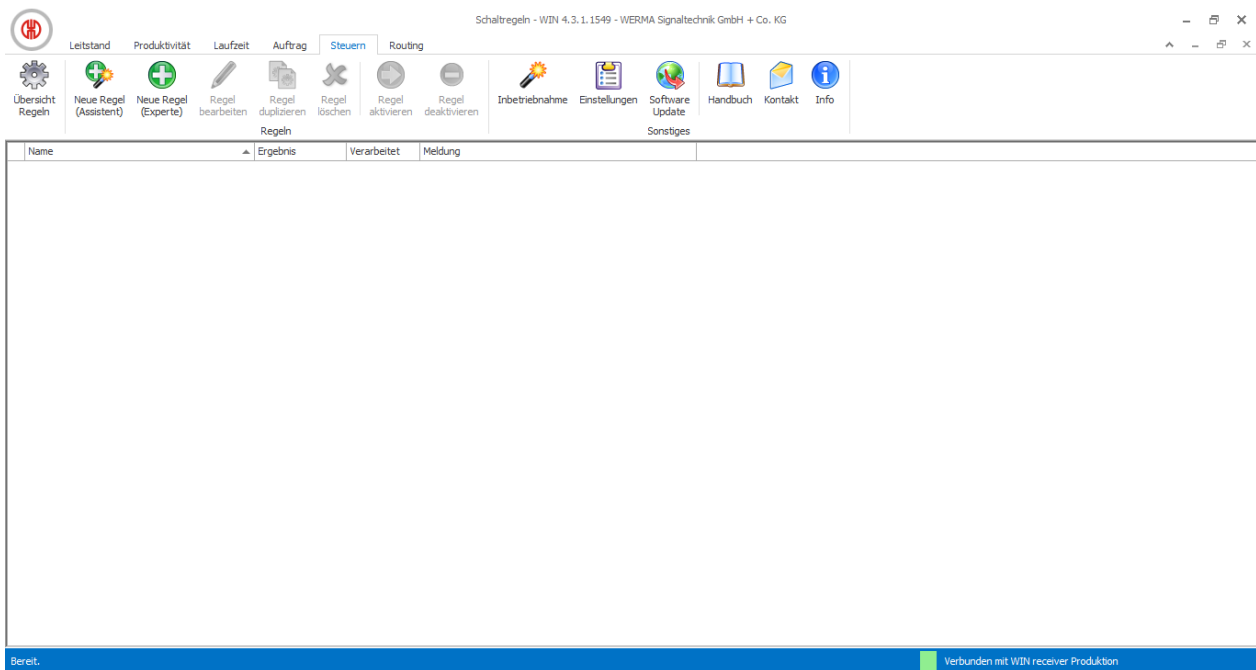 Schaltregeln - WIN 4.3.1.1549 - WERMA Signaltechnik GmbH + Co. KG
Leitstand Produktivität Laufzeit Auftrag Steuern Routing
Übersicht Regeln
Neue Regel (Assistent)
Neue Regel (Experte)
Regel bearbeiten
Regel duplizieren
Regel löschen
Regel aktivieren
Regel deaktivieren
Inbetriebnahme
Einstellungen
Software Update
Handbuch
Kontakt
Info
Regeln
Sonstiges
Name Ergebnis Verarbeitet Meldung
Bereit.
Verbunden mit WIN receiver Produktion